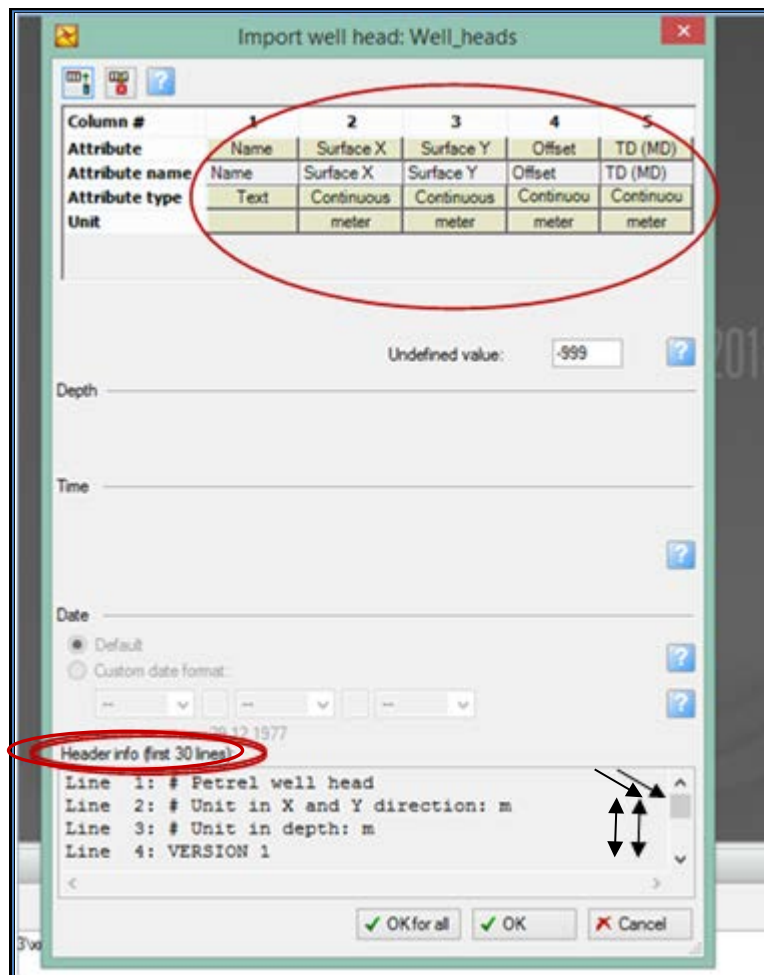 Import well head: Well_heads
Column # 1 2 3 4 5
Attribute Name Surface X Surface Y Offset TD (MD)
Attribute name Name Surface X Surface Y Offset TD (MD)
Attribute type Text Continuous Continuous Continuou Continuou
Unit meter meter meter meter
Undefined value: -999
201
Depth
Time
Date
Default
Custom date format:
-- -- --
29.12.1977
Header info (first 30 lines):
Line 1: # Petrel well head
Line 2: # Unit in X and Y direction: m
Line 3: # Unit in depth: m
Line 4: VERSION 1
OK for all OK Cancel